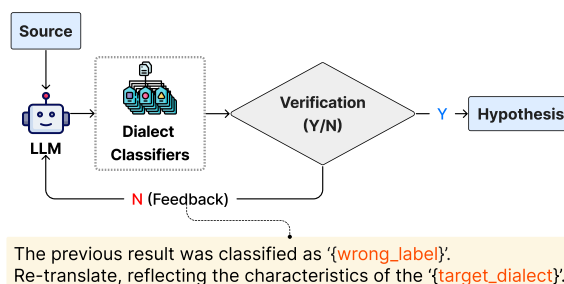 Source
LLM
Dialect
Classifiers
Verification
(Y/N)
Y
Hypothesis
N (Feedback)
The previous result was classified as ‘{wrong_label}’.
Re-translate, reflecting the characteristics of the ‘{target_dialect}’.